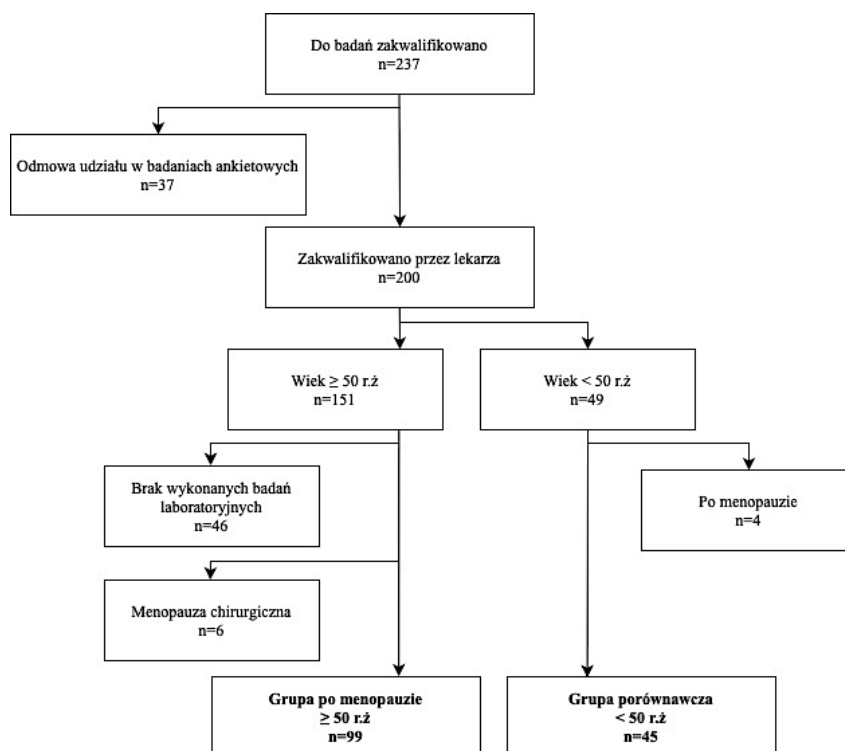 Do badań zakwalifikowano
n=237
Odmowa udziału w badaniach ankietowych
n=37
Zakwalifikowano przez lekarza
n=200
Wiek ≥ 50 r.ż
n=151
Wiek < 50 r.ż
n=49
Brak wykonanych badań
laboratoryjnych
n=46
Po menopauzie
n=4
Menopauza chirurgiczna
n=6
Grupa po menopauzie
≥ 50 r.ż
n=99
Grupa porównawcza
< 50 r.ż
n=45